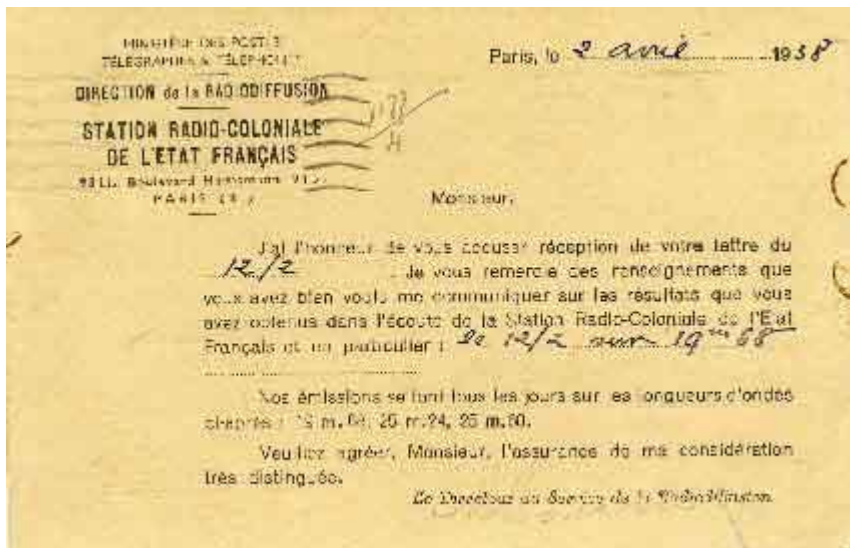 MINISTÈRE DES POSTES
TÉLÉGRAPHES & TÉLÉPHONES
DIRECTION de la RADIODIFFUSION
STATION RADIO-COLONIALE
DE L'ETAT FRANÇAIS
Boulevard Haussmann
PARIS
Paris, le 2 avril 1938
Monsieur,
J'ai l'honneur de vous accuser réception de votre lettre du
12/2 . Je vous remercie des renseignements que
vous avez bien voulu me communiquer sur les résultats que vous
avez obtenus dans l'écoute de la Station Radio-Coloniale de l'Etat
Français et en particulier : le 12/2 sur 19m 68
Nos émissions se font tous les jours sur les longueurs d'ondes
ci-après : 19 m. 68, 25 m. 24, 25 m. 60.
Veuillez agréer, Monsieur, l'assurance de ma considération
très distinguée.
Le Directeur du Service de la Radiodiffusion.